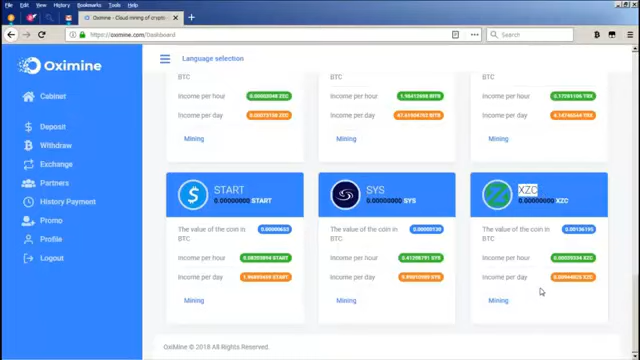 File Edit View History Bookmarks Tools Help
Oximine - Cloud mining of crypto
https://oximine.com/Dashboard
Search
Oximine
Language selection
Cabinet
Deposit
Withdraw
Exchange
Partners
History Payment
Promo
Profile
Logout
BTC
Income per hour
Income per day
Mining
BTC
Income per hour
Income per day
Mining
BTC
Income per hour
Income per day
Mining
START
0.00000000 START
The value of the coin in
BTC
Income per hour
Income per day
Mining
SYS
0.00000000 SYS
The value of the coin in
BTC
Income per hour
Income per day
Mining
XZC
XZC
The value of the coin in
BTC
Income per hour
Income per day
Mining
OxiMine © 2018 All Rights Reserved.